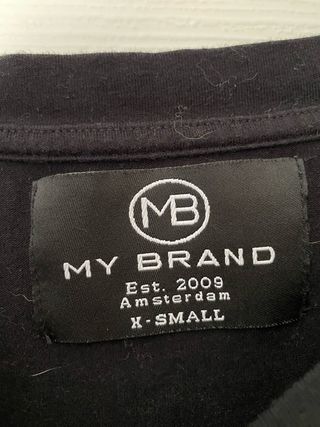 MB
MY BRAND
Est. 2009
Amsterdam
X-SMALL